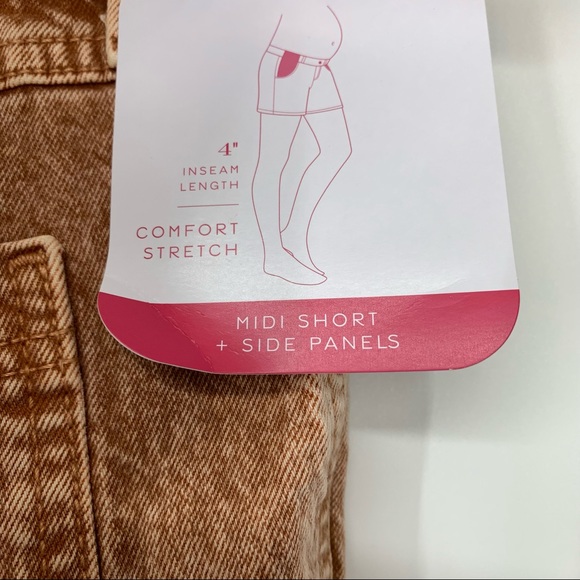 4"
INSEAM
LENGTH
COMFORT
STRETCH
MIDI SHORT
+ SIDE PANELS